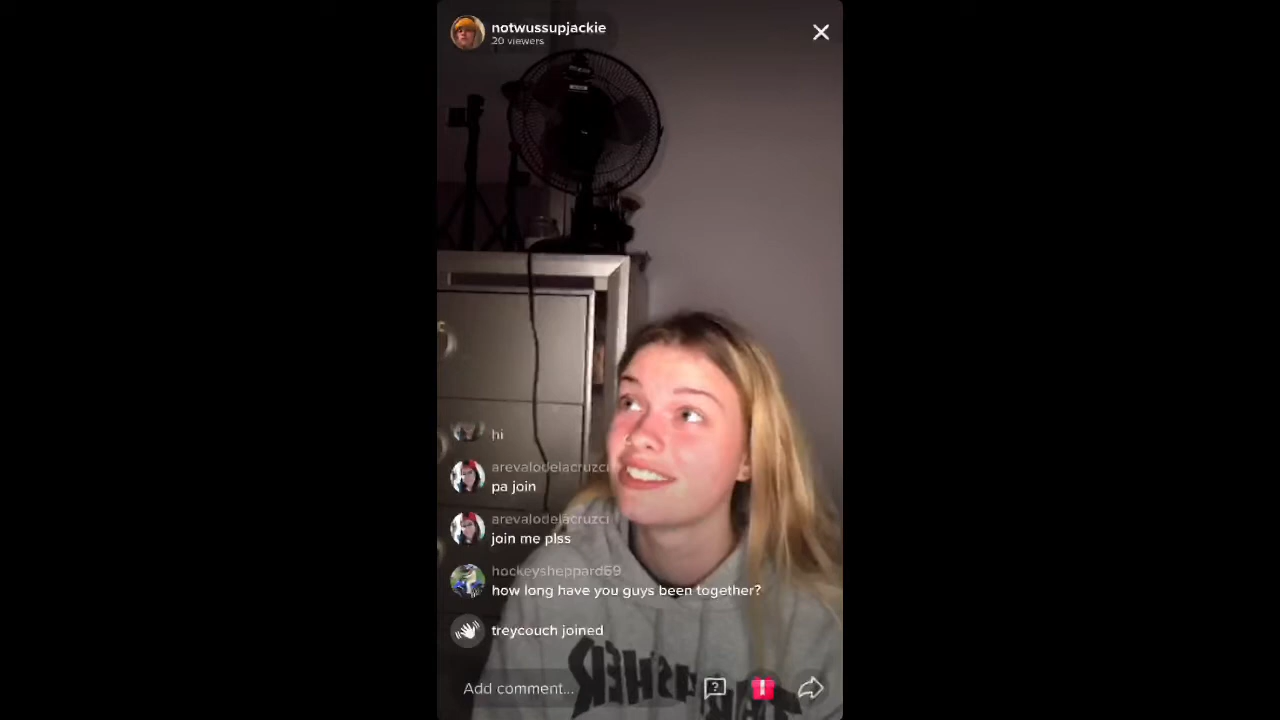 notwussupjackie
20 viewers
hi
arevalodelacruzci
pa join
arevalodelacruzci
join me plss
hockeysheppard69
how long have you guys been together?
treycouch joined
Add comment...
?